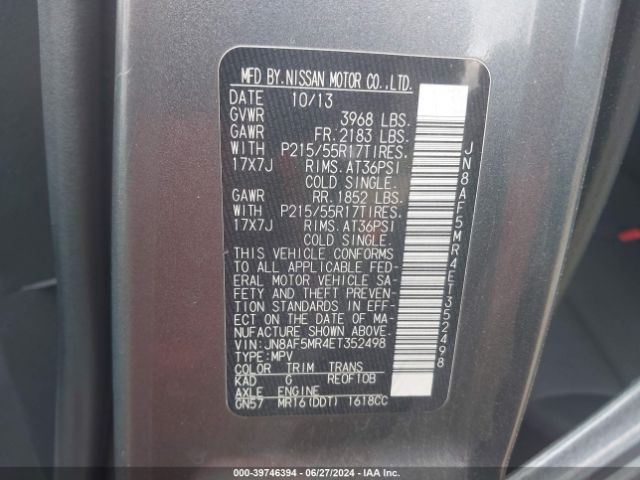 MFD BY.NISSAN MOTOR CO.,LTD.
DATE 10/13
GVWR 3968 LBS.
GAWR FR. 2183 LBS.
WITH P215/55R17TIRES.
17X7J RIMS. AT36PSI
COLD SINGLE.
GAWR RR. 1852 LBS.
WITH P215/55R17TIRES.
17X7J RIMS. AT36PSI
COLD SINGLE.
THIS VEHICLE CONFORMS
TO ALL APPLICABLE FED-
ERAL MOTOR VEHICLE SA-
FETY AND THEFT PREVEN-
TION STANDARDS IN EFF-
ECT ON THE DATE OF MA-
NUFACTURE SHOWN ABOVE.
VIN: JN8AF5MR4ET352498
TYPE: MPV
COLOR TRIM TRANS
KAD G RE0F10B
AXLE ENGINE
GN57 MR16(DDT) 1618CC
JN8AF5MR4ET352498
000-39746394 | 06/27/2024 | IAA Inc.